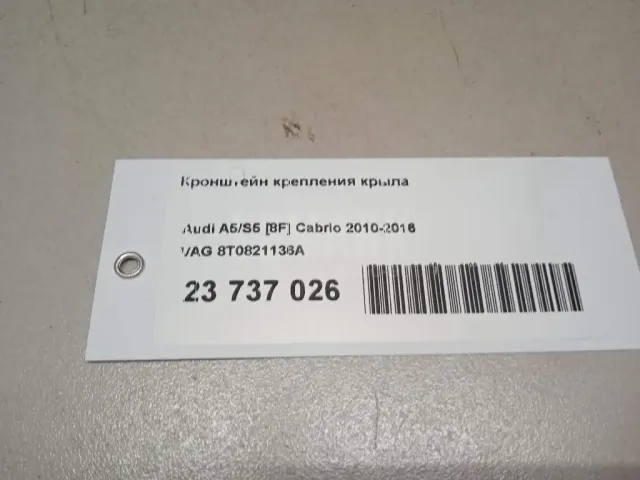 Кронштейн крепления крыла
Audi A5/S5 [8F] Cabrio 2010-2016
VAG 8T0821136A
23 737 026